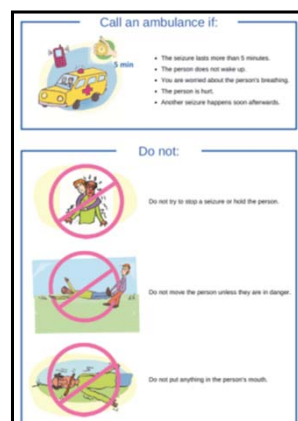 Call an ambulance if:
5 min
• The seizure lasts more than 5 minutes.
• The person does not wake up.
• You are worried about the person's breathing.
• The person is hurt.
• Another seizure happens soon afterwards.
Do not:
Do not try to stop a seizure or hold the person.
Do not move the person unless they are in danger.
Do not put anything in the person's mouth.